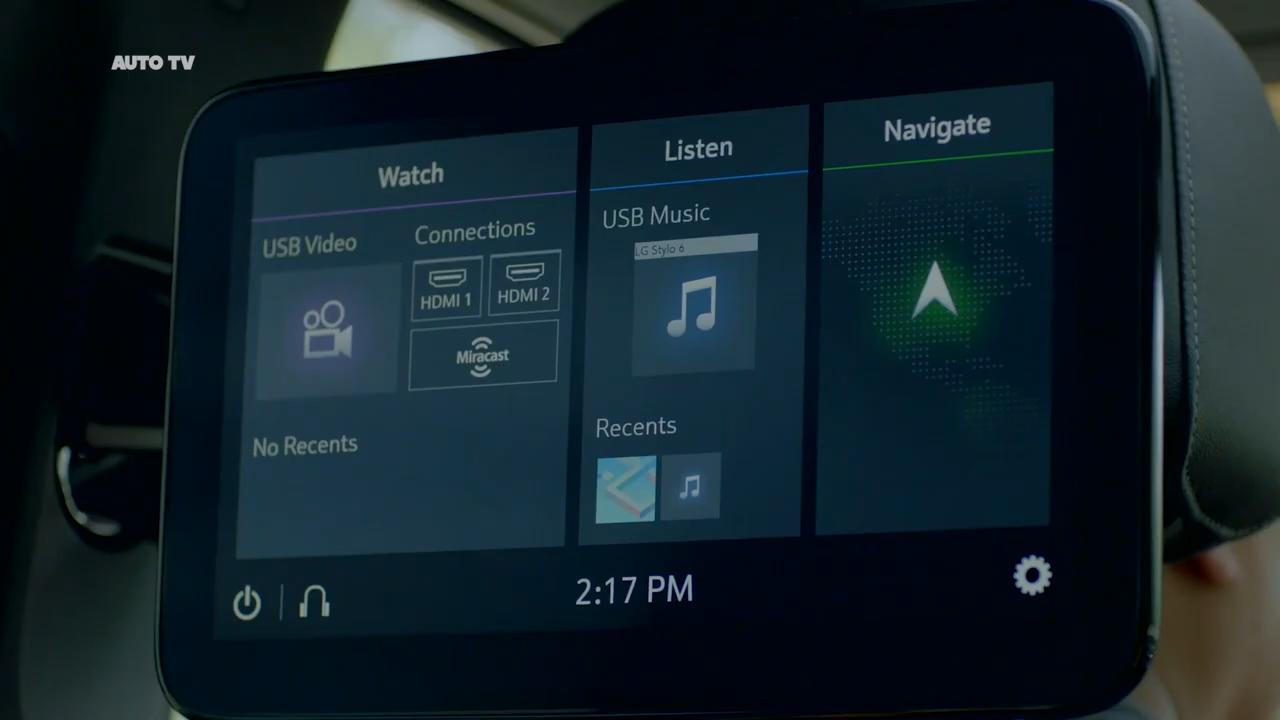 AUTO TV
Watch
USB Video
Connections
HDMI 1
HDMI 2
Miracast
No Recents
Listen
USB Music
LG Stylo 6
Recents
Navigate
2:17 PM